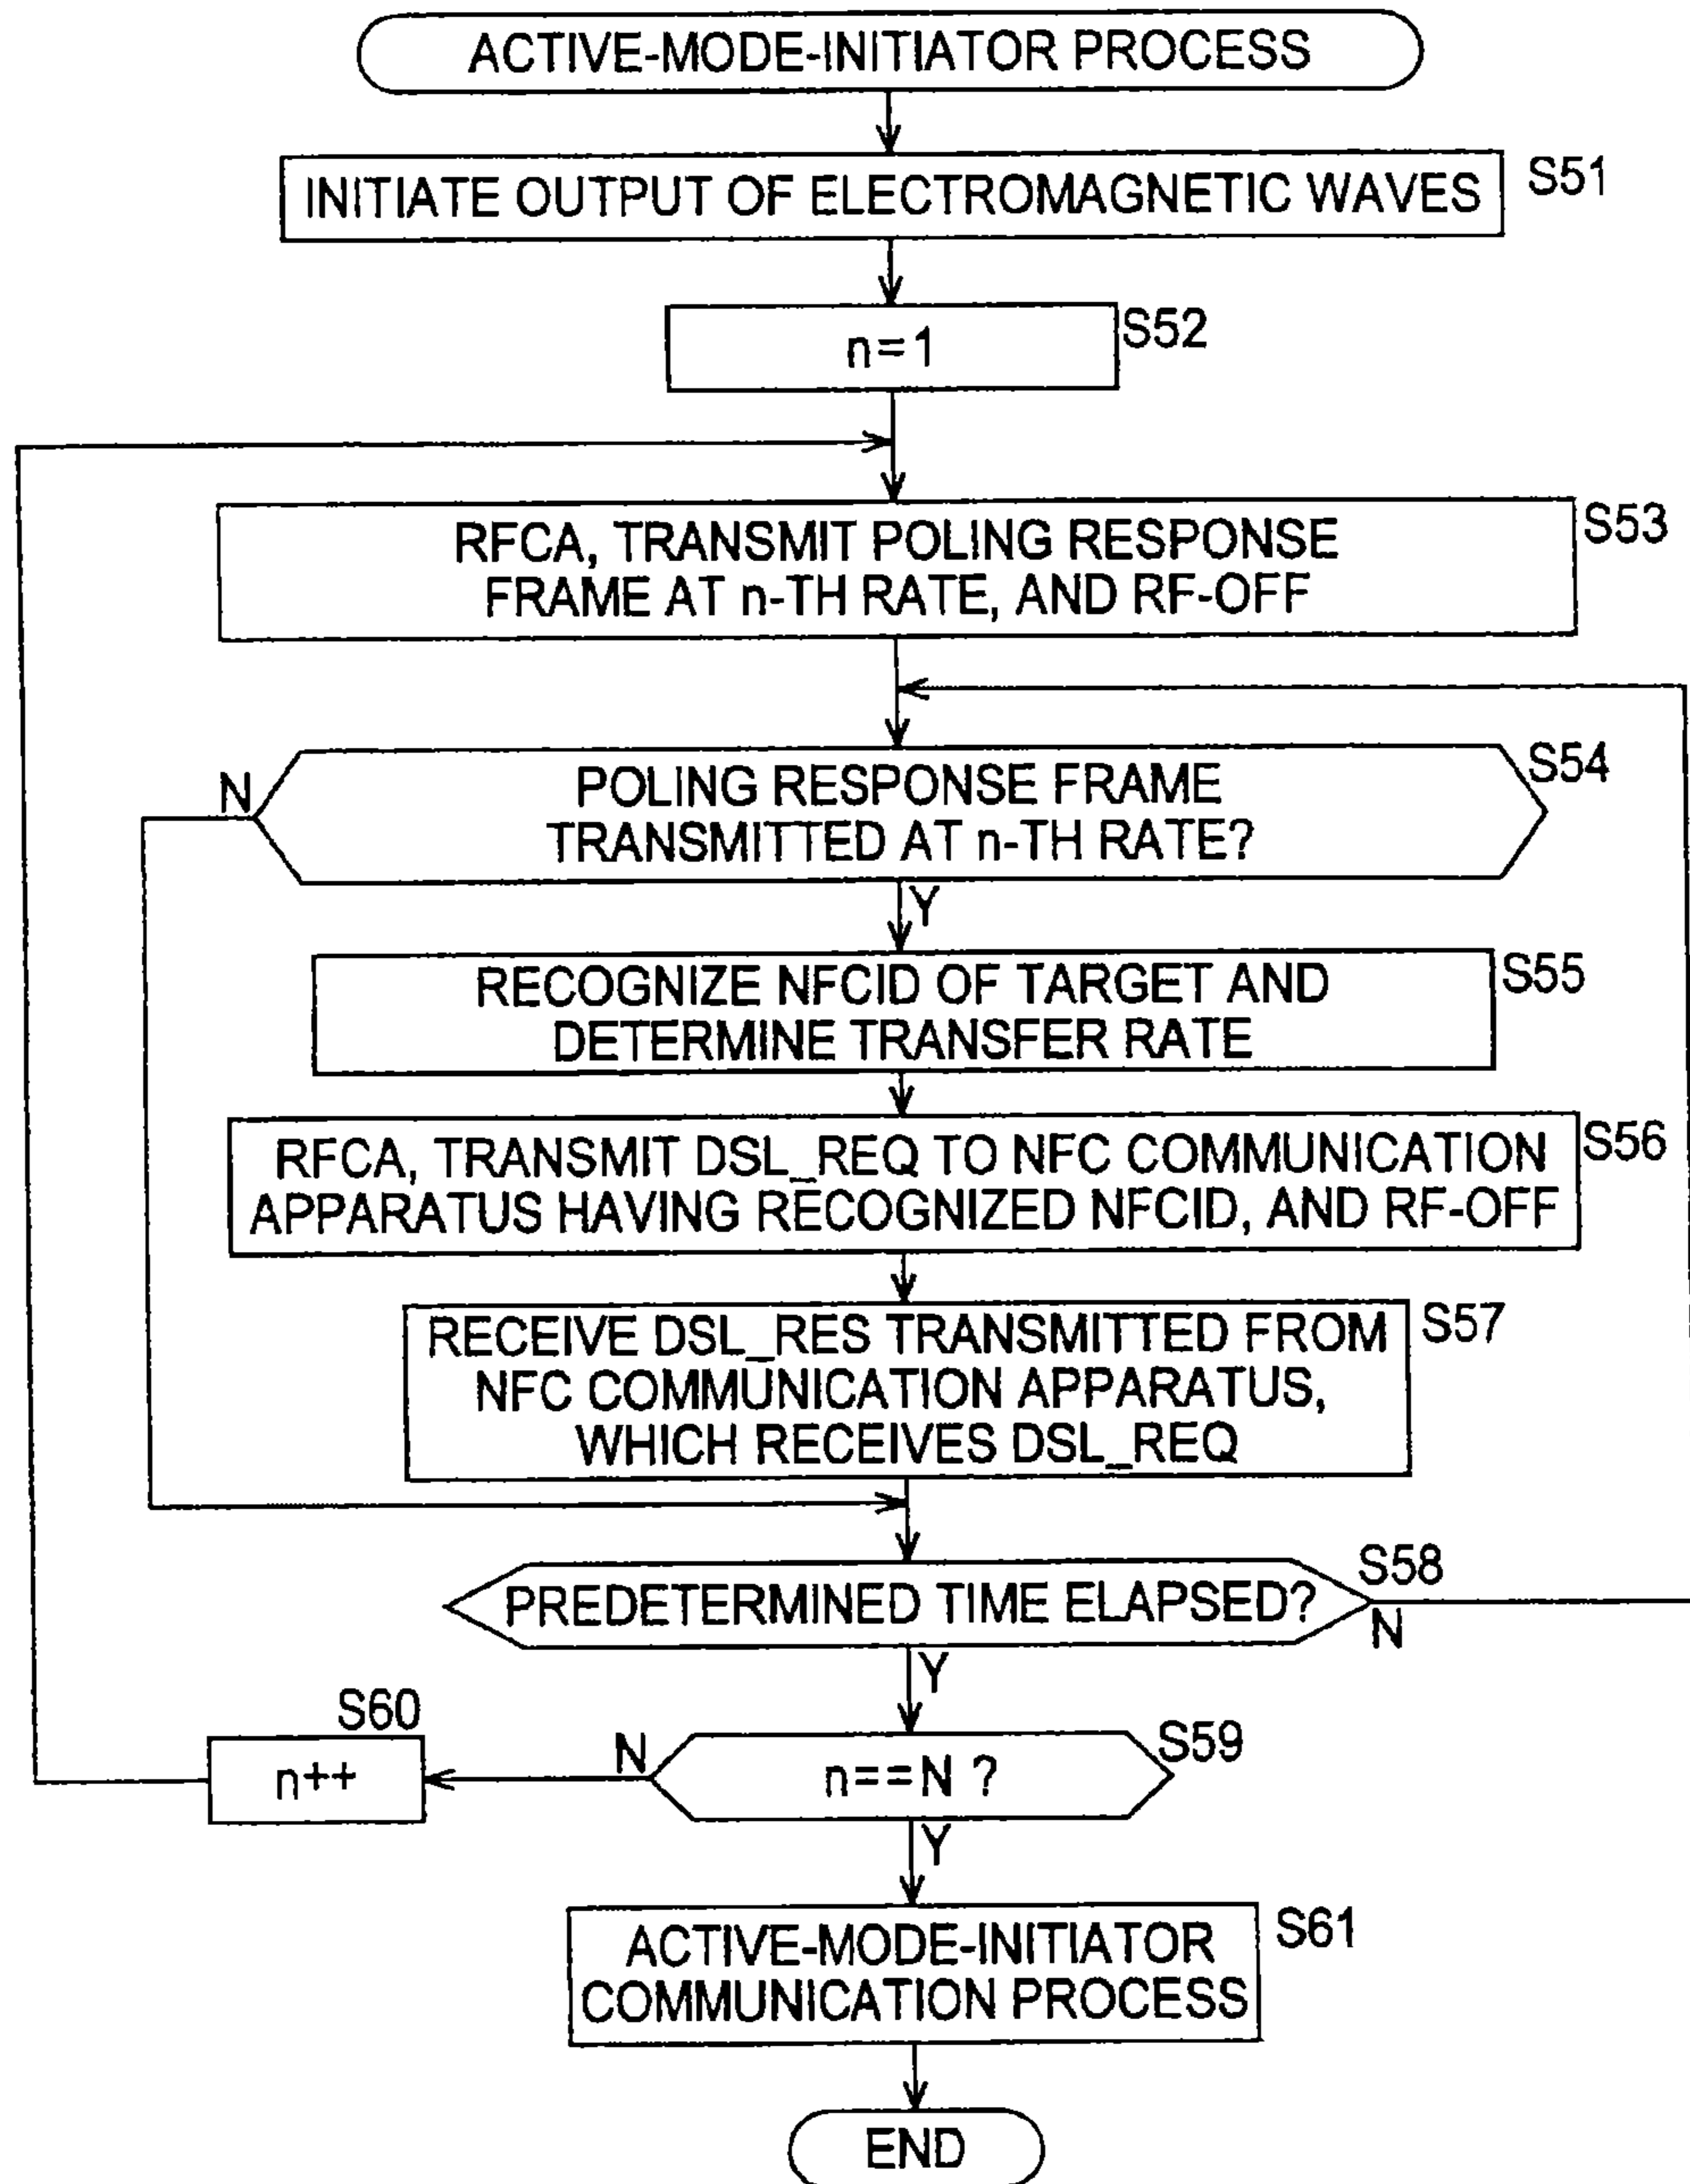 ACTIVE-MODE-INITIATOR PROCESS
INITIATE OUTPUT OF ELECTROMAGNETIC WAVES
S51
n=1
S52
RFCA, TRANSMIT POLING RESPONSE
FRAME AT n-TH RATE, AND RF-OFF
S53
POLING RESPONSE FRAME
TRANSMITTED AT n-TH RATE?
S54
N
Y
RECOGNIZE NFCID OF TARGET AND
DETERMINE TRANSFER RATE
S55
RFCA, TRANSMIT DSL_REQ TO NFC COMMUNICATION
APPARATUS HAVING RECOGNIZED NFCID, AND RF-OFF
S56
RECEIVE DSL_RES TRANSMITTED FROM
NFC COMMUNICATION APPARATUS,
WHICH RECEIVES DSL_REQ
S57
PREDETERMINED TIME ELAPSED?
S58
N
Y
n==N ?
S59
N
S60
n++
Y
ACTIVE-MODE-INITIATOR
COMMUNICATION PROCESS
S61
END